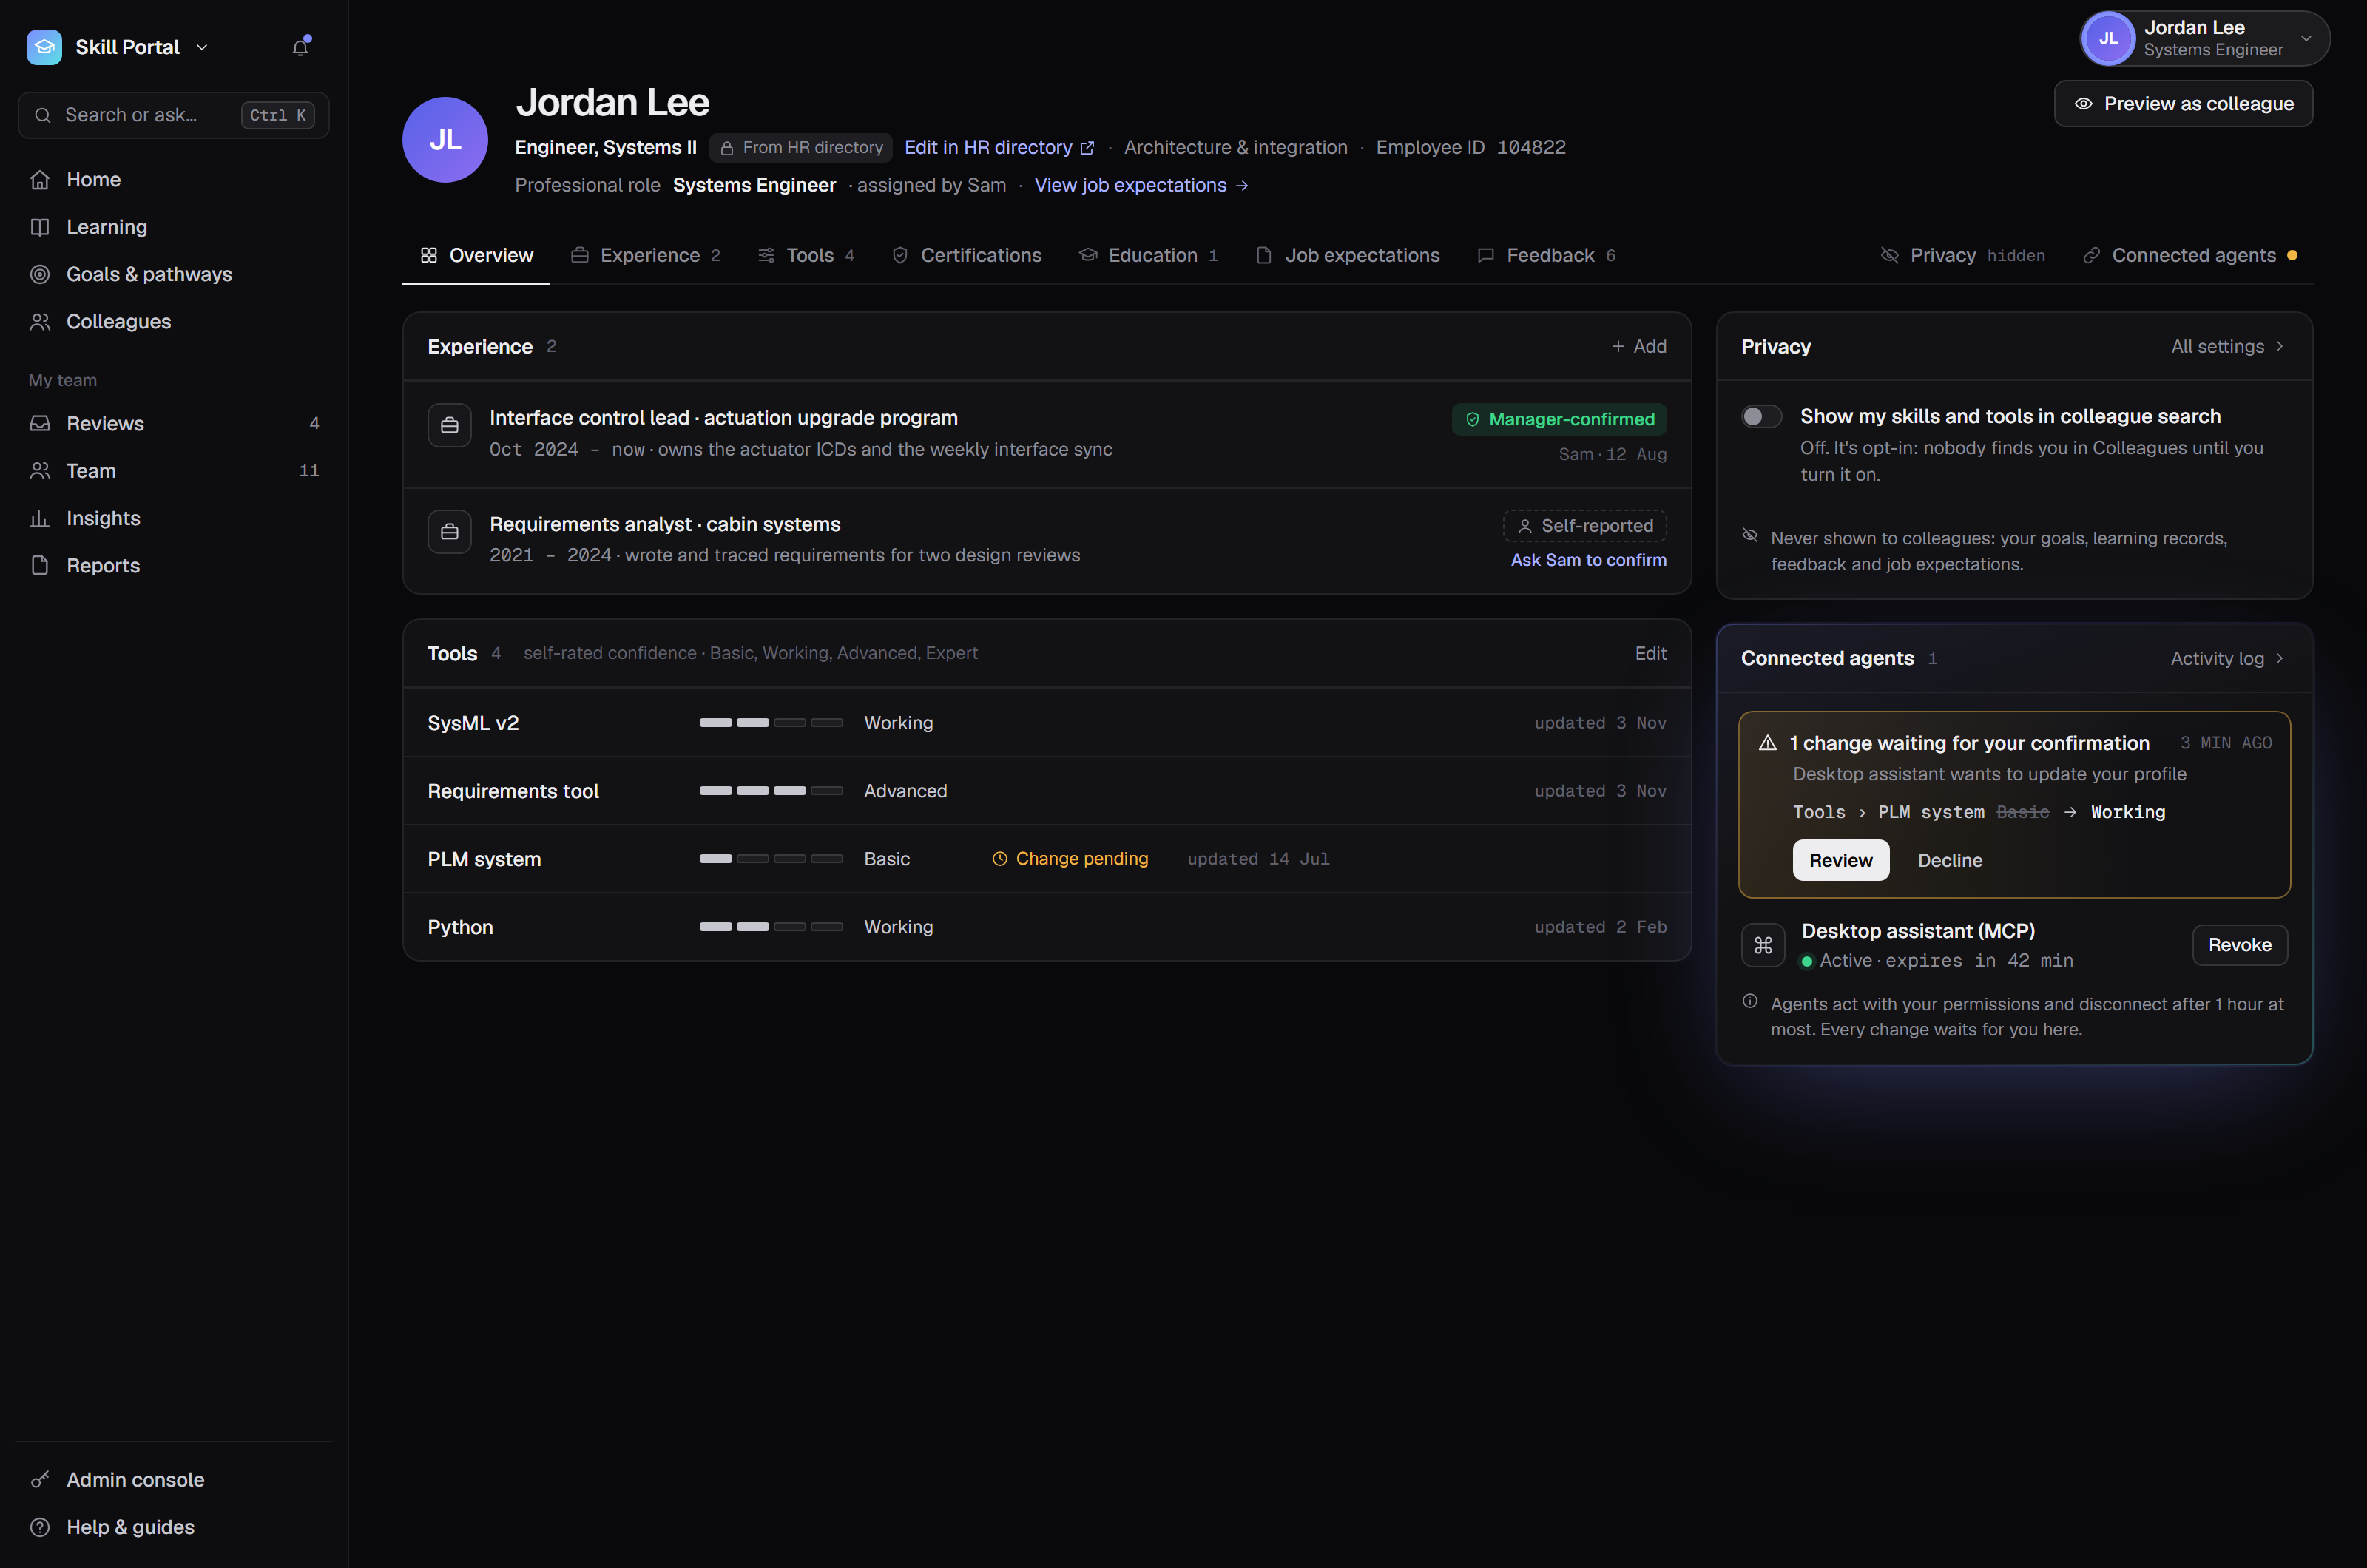 Skill Portal
Search or ask... Ctrl K
Home
Learning
Goals & pathways
Colleagues
My team
Reviews 4
Team 11
Insights
Reports
Admin console
Help & guides
JL Jordan Lee
Systems Engineer
Preview as colleague
JL
Jordan Lee
Engineer, Systems II From HR directory Edit in HR directory · Architecture & integration · Employee ID 104822
Professional role Systems Engineer · assigned by Sam · View job expectations →
Overview Experience 2 Tools 4 Certifications Education 1 Job expectations Feedback 6 Privacy hidden Connected agents
Experience 2 + Add
Interface control lead · actuation upgrade program Manager-confirmed
Oct 2024 – now · owns the actuator ICDs and the weekly interface sync Sam · 12 Aug
Requirements analyst · cabin systems Self-reported
2021 – 2024 · wrote and traced requirements for two design reviews Ask Sam to confirm
Tools 4 self-rated confidence · Basic, Working, Advanced, Expert Edit
SysML v2 Working updated 3 Nov
Requirements tool Advanced updated 3 Nov
PLM system Basic Change pending updated 14 Jul
Python Working updated 2 Feb
Privacy All settings
Show my skills and tools in colleague search
Off. It's opt-in: nobody finds you in Colleagues until you
turn it on.
Never shown to colleagues: your goals, learning records,
feedback and job expectations.
Connected agents 1 Activity log
1 change waiting for your confirmation 3 MIN AGO
Desktop assistant wants to update your profile
Tools › PLM system Basic → Working
Review Decline
Desktop assistant (MCP) Revoke
Active · expires in 42 min
Agents act with your permissions and disconnect after 1 hour at
most. Every change waits for you here.